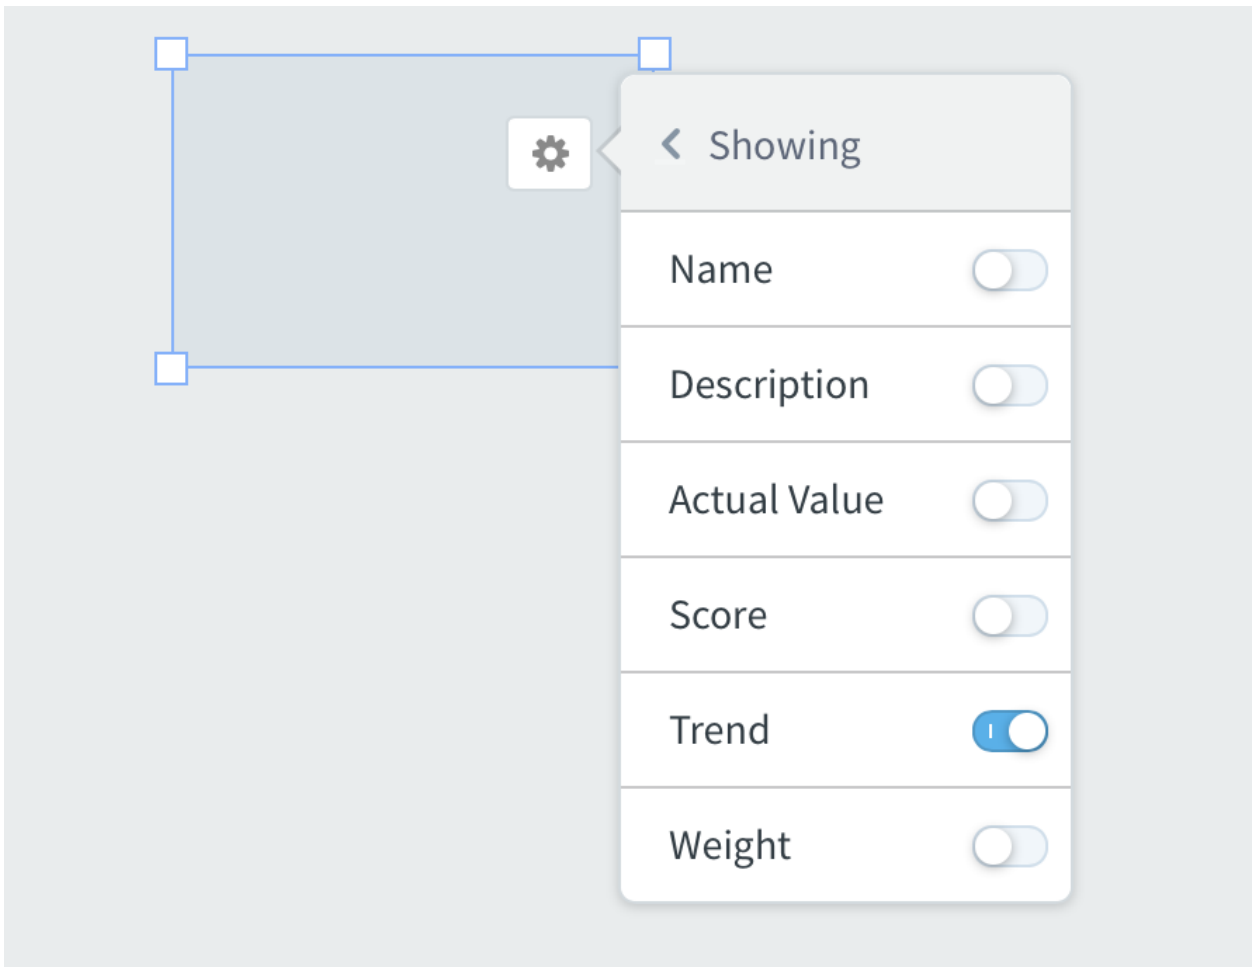 Showing
Name
Description
Actual Value
Score
Trend
Weight